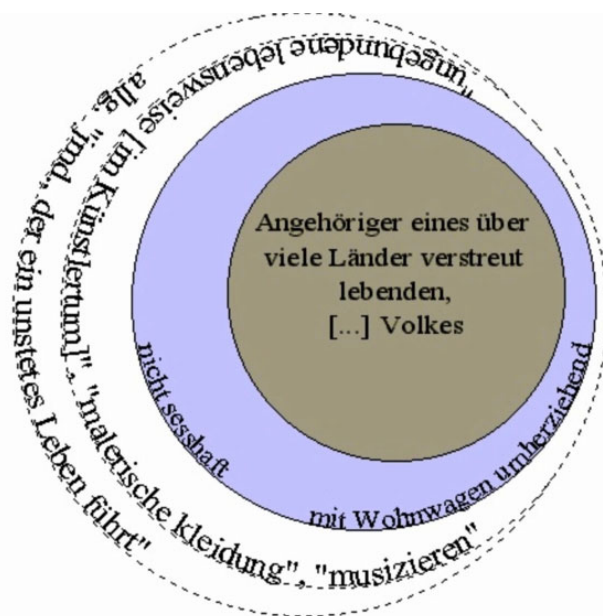 Angehöriger eines über
viele Länder verstreut
lebenden,
[...] Volkes
nicht sesshaft
mit Wohnwagen umherziehend
"ungebundene lebensweise [im Künstlertum]", "malerische kleidung", "musizieren"
allg. "jmd., der ein unstetes Leben führt"